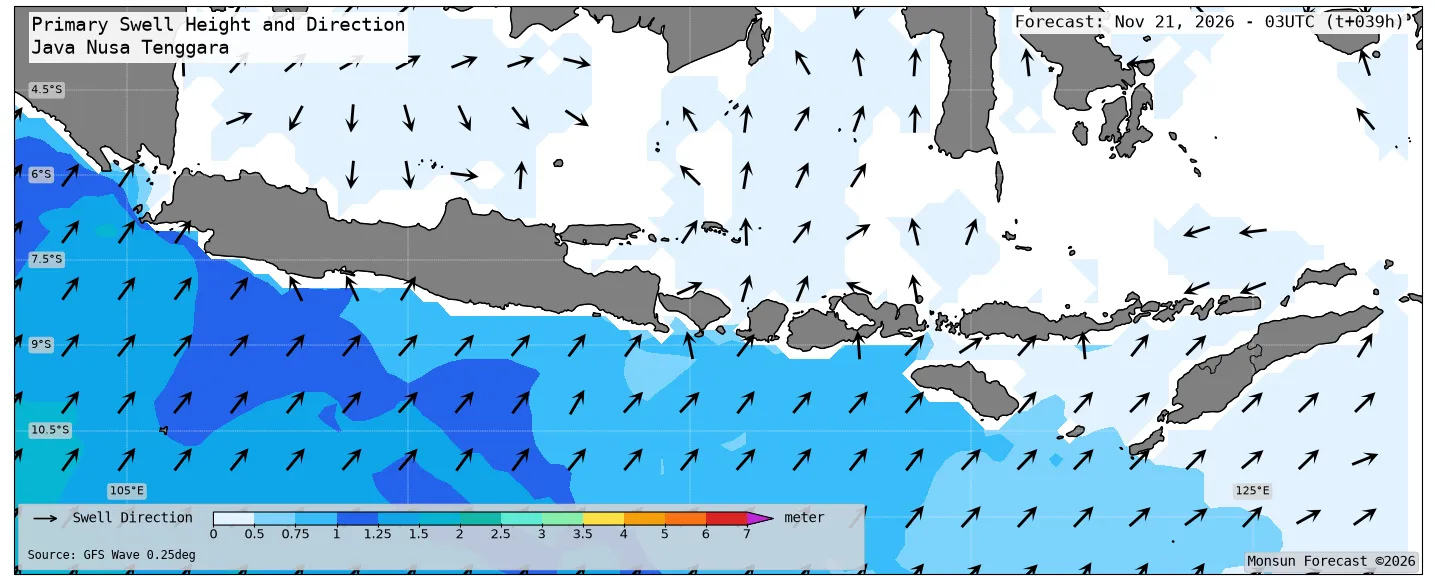 Primary Swell Height and Direction
Java Nusa Tenggara
Forecast: Nov 21, 2026 - 03UTC (t+039h)
4.5°S
6°S
7.5°S
9°S
10.5°S
105°E
125°E
Swell Direction
0 0.5 0.75 1 1.25 1.5 2 2.5 3 3.5 4 5 6 7
meter
Source: GFS Wave 0.25deg
Monsun Forecast ©2026